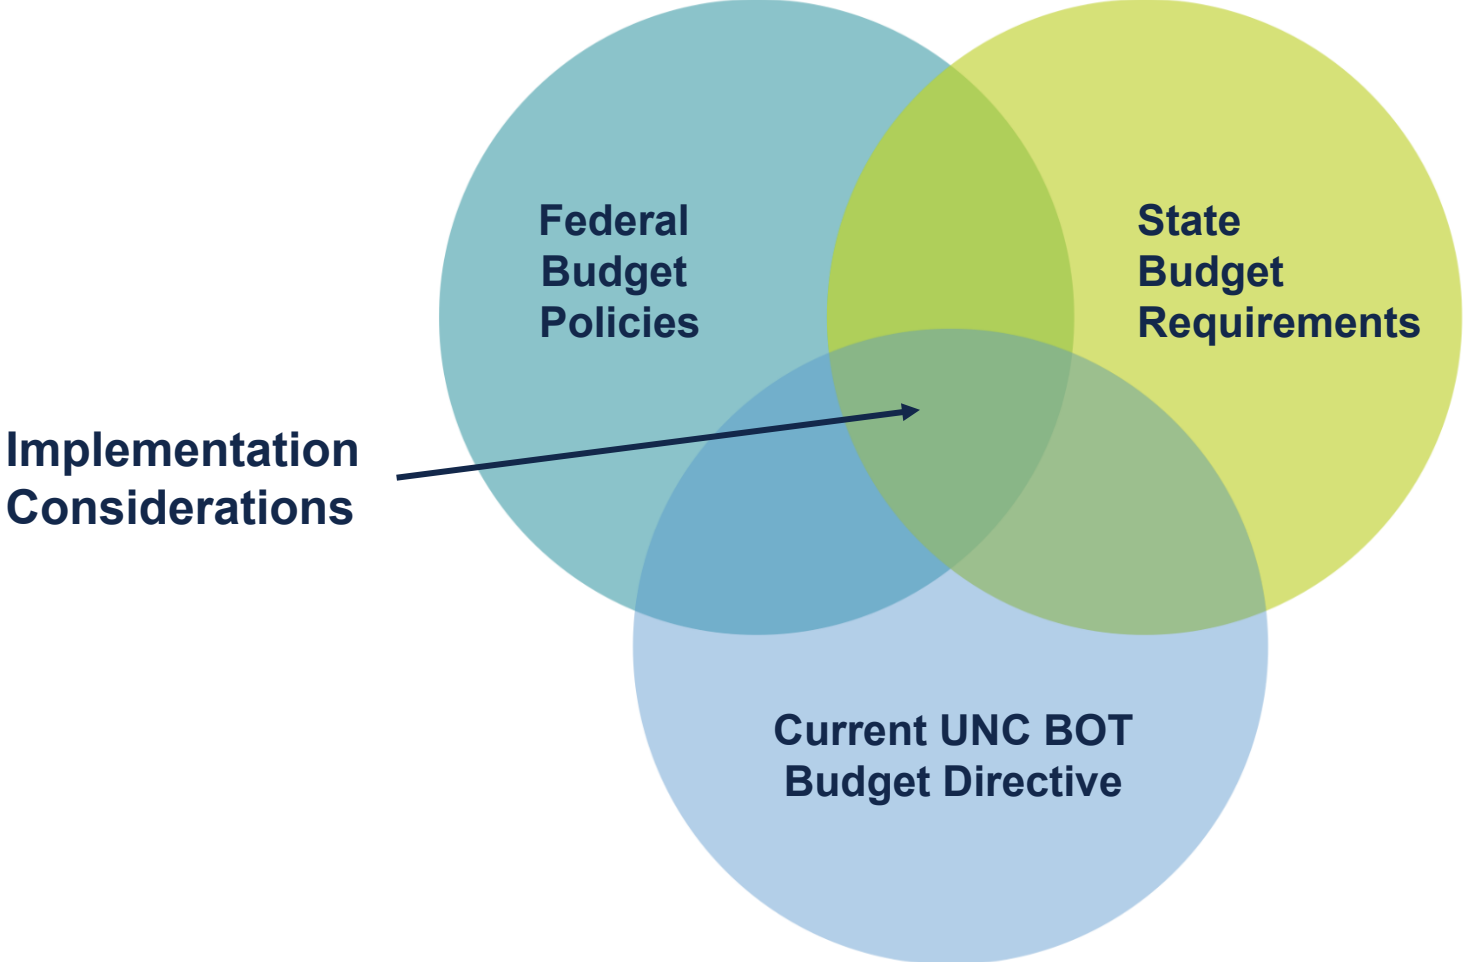 Federal
Budget
Policies
State
Budget
Requirements
Implementation
Considerations
Current UNC BOT
Budget Directive